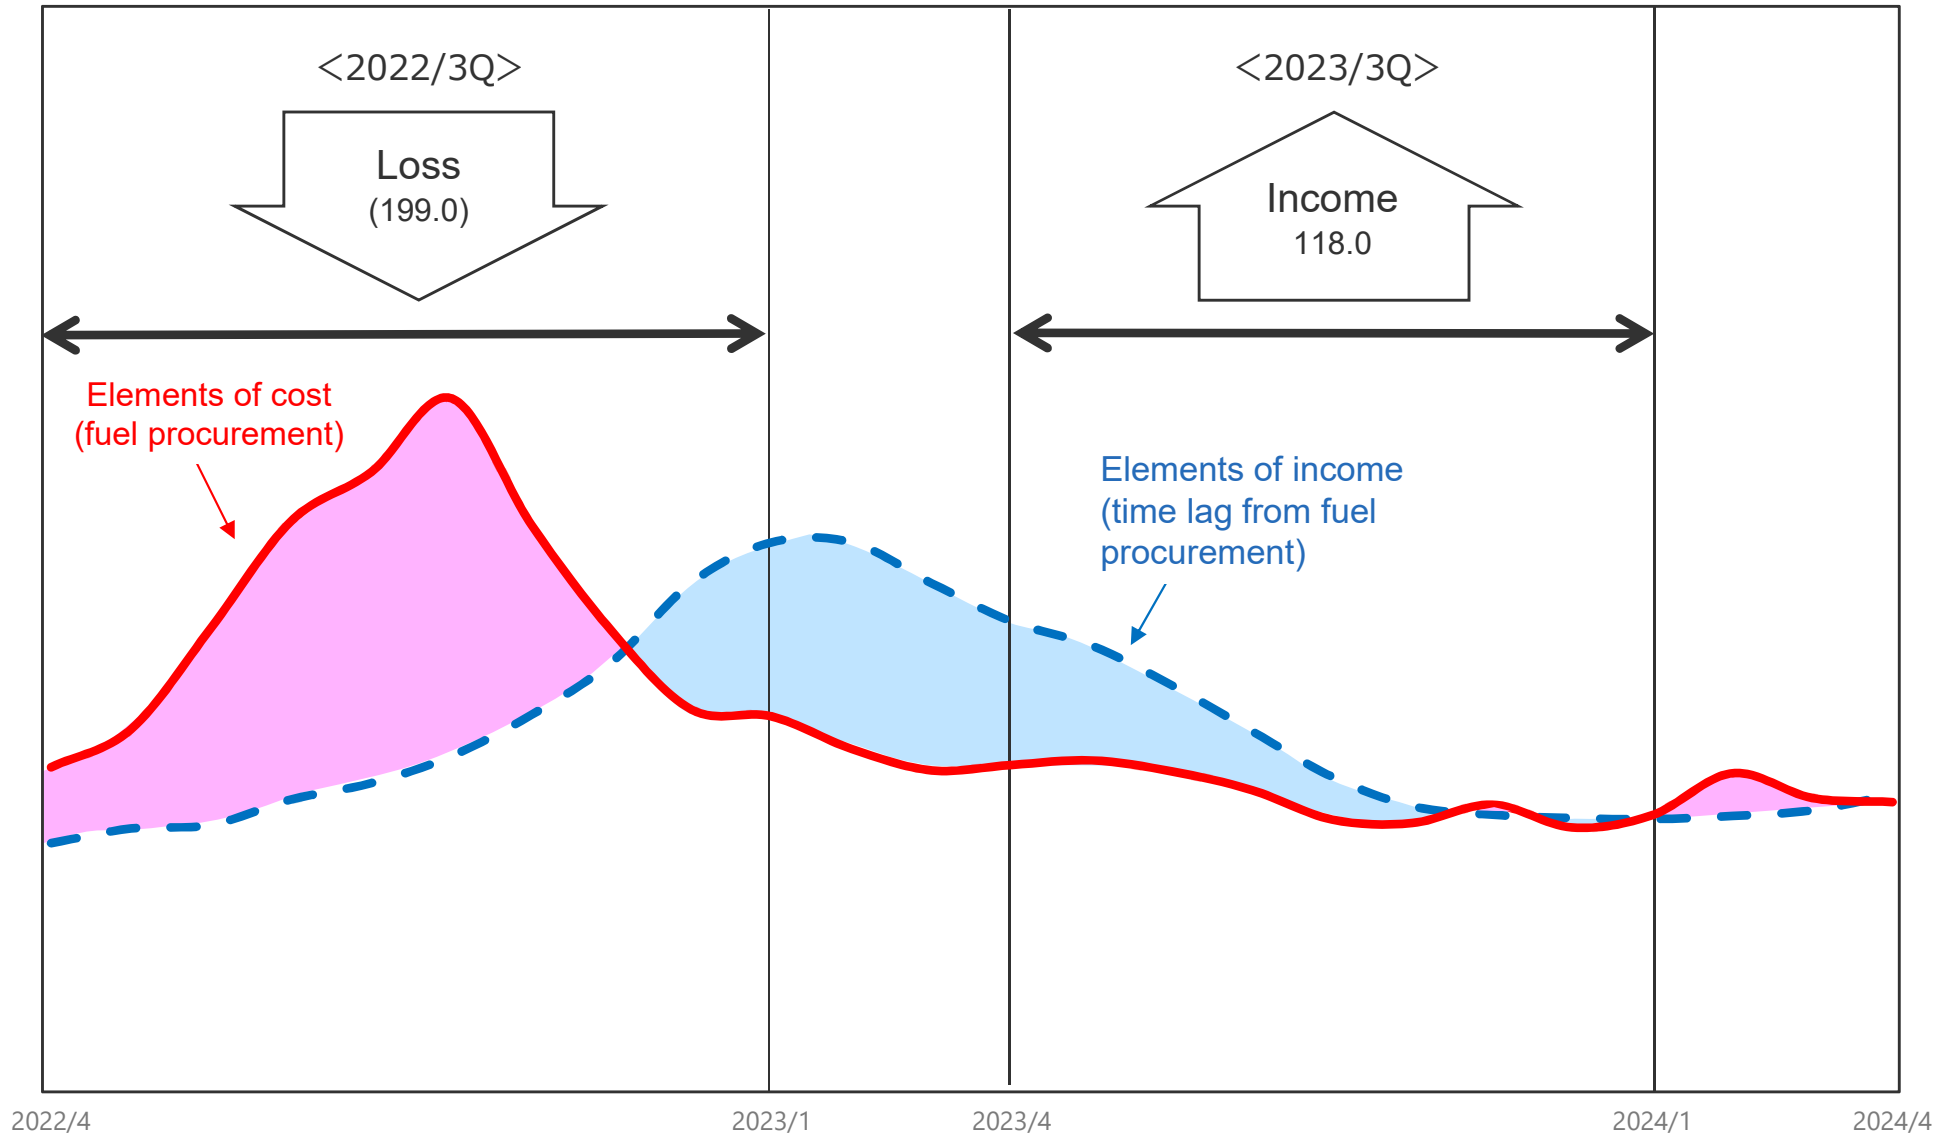 <2022/3Q>
<2023/3Q>
Loss
(199.0)
Income
118.0
Elements of cost
(fuel procurement)
Elements of income
(time lag from fuel
procurement)
2022/4
2023/1
2023/4
2024/1
2024/4